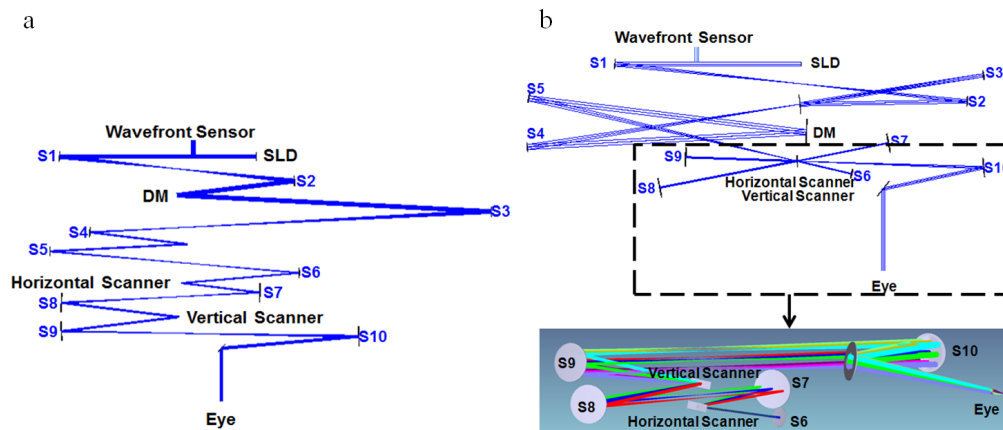 a
Wavefront Sensor
S1
SLD
S2
DM
S3
S4
S5
S6
Horizontal Scanner
S7
S8
Vertical Scanner
S9
S10
Eye
b
Wavefront Sensor
S1
SLD
S3
S5
S2
S4
DM
S7
S9
S10
S6
S8
Horizontal Scanner
Vertical Scanner
Eye
S9
S10
Vertical Scanner
S7
S8
Horizontal Scanner
S6
Eye